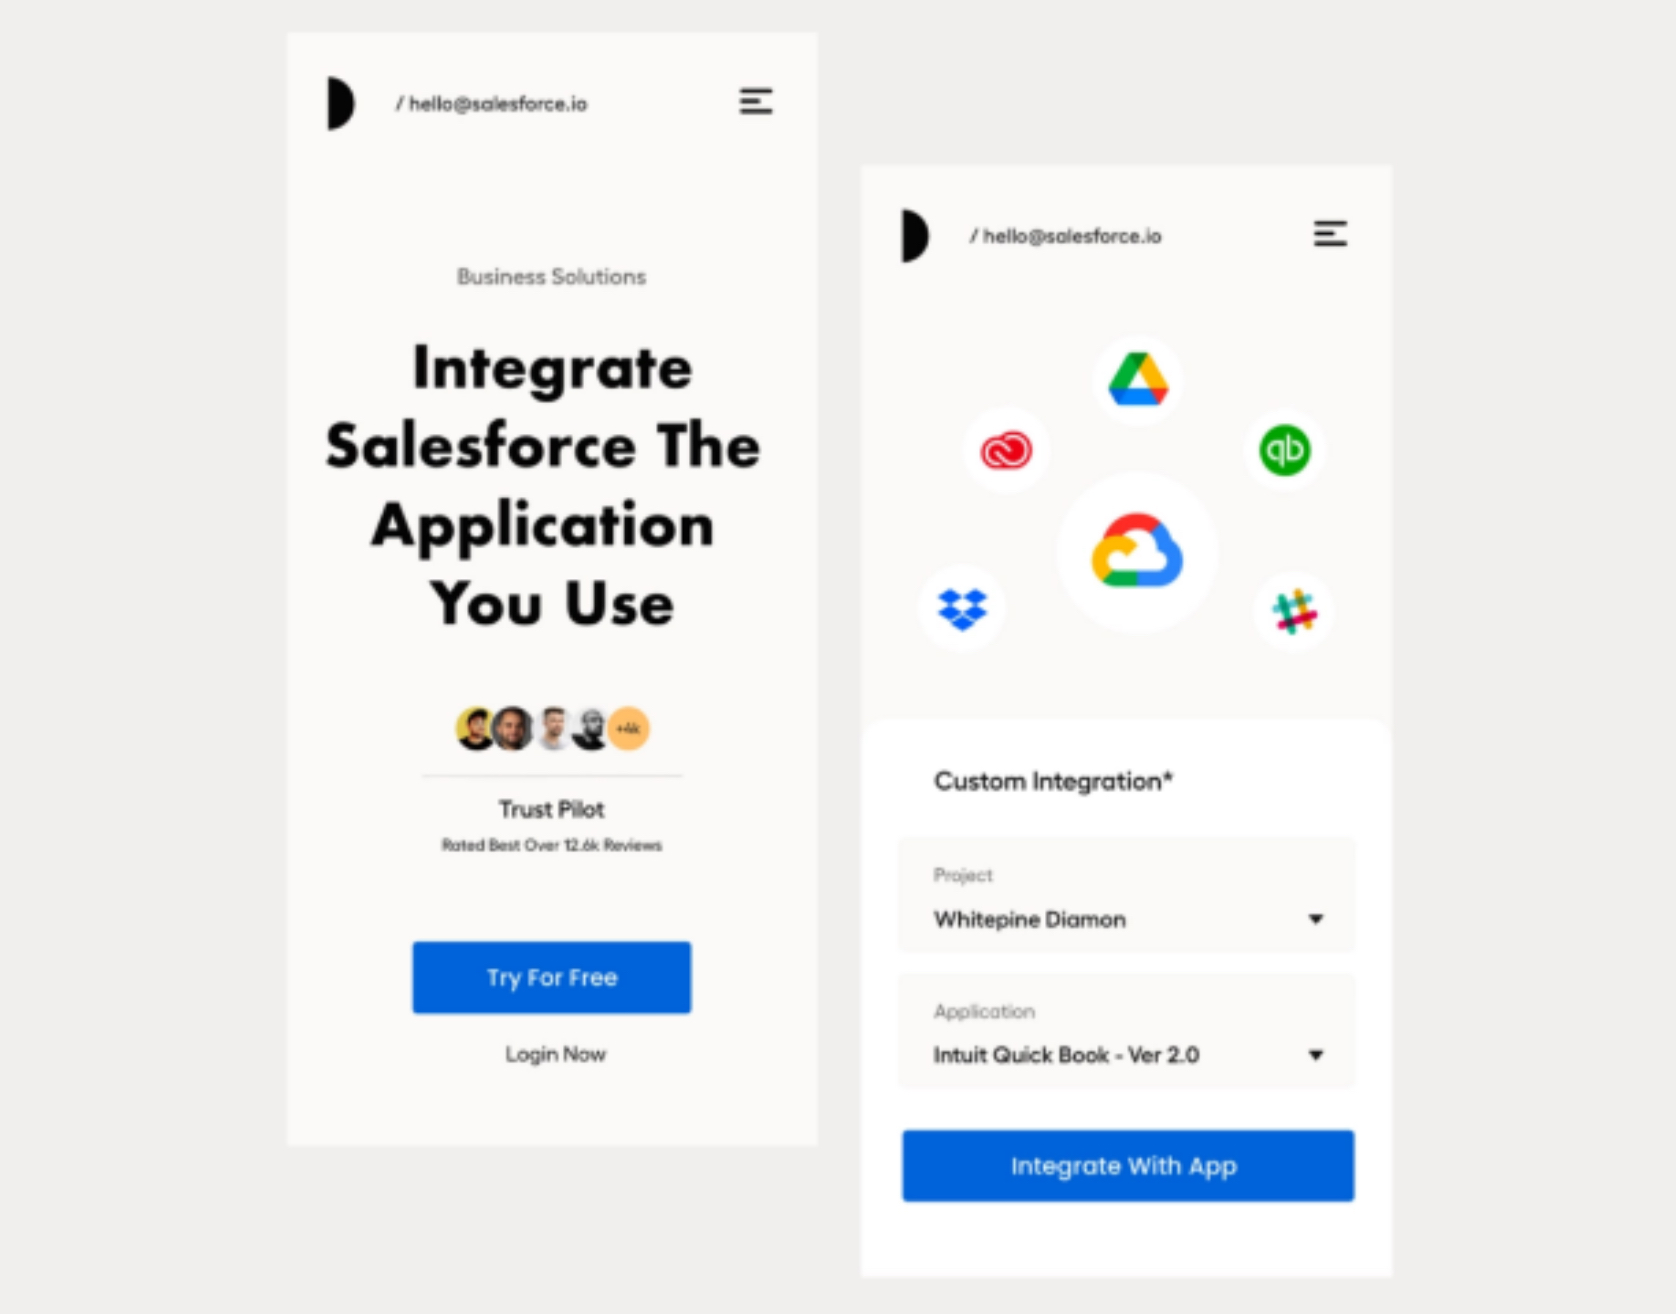 / hello@salesforce.io
Business Solutions
Integrate
Salesforce The
Application
You Use
+4k
Trust Pilot
Rated Best Over 12.6k Reviews
Try For Free
Login Now
/ hello@salesforce.io
qb
Custom Integration*
Project
Whitepine Diamon
Application
Intuit Quick Book - Ver 2.0
Integrate With App